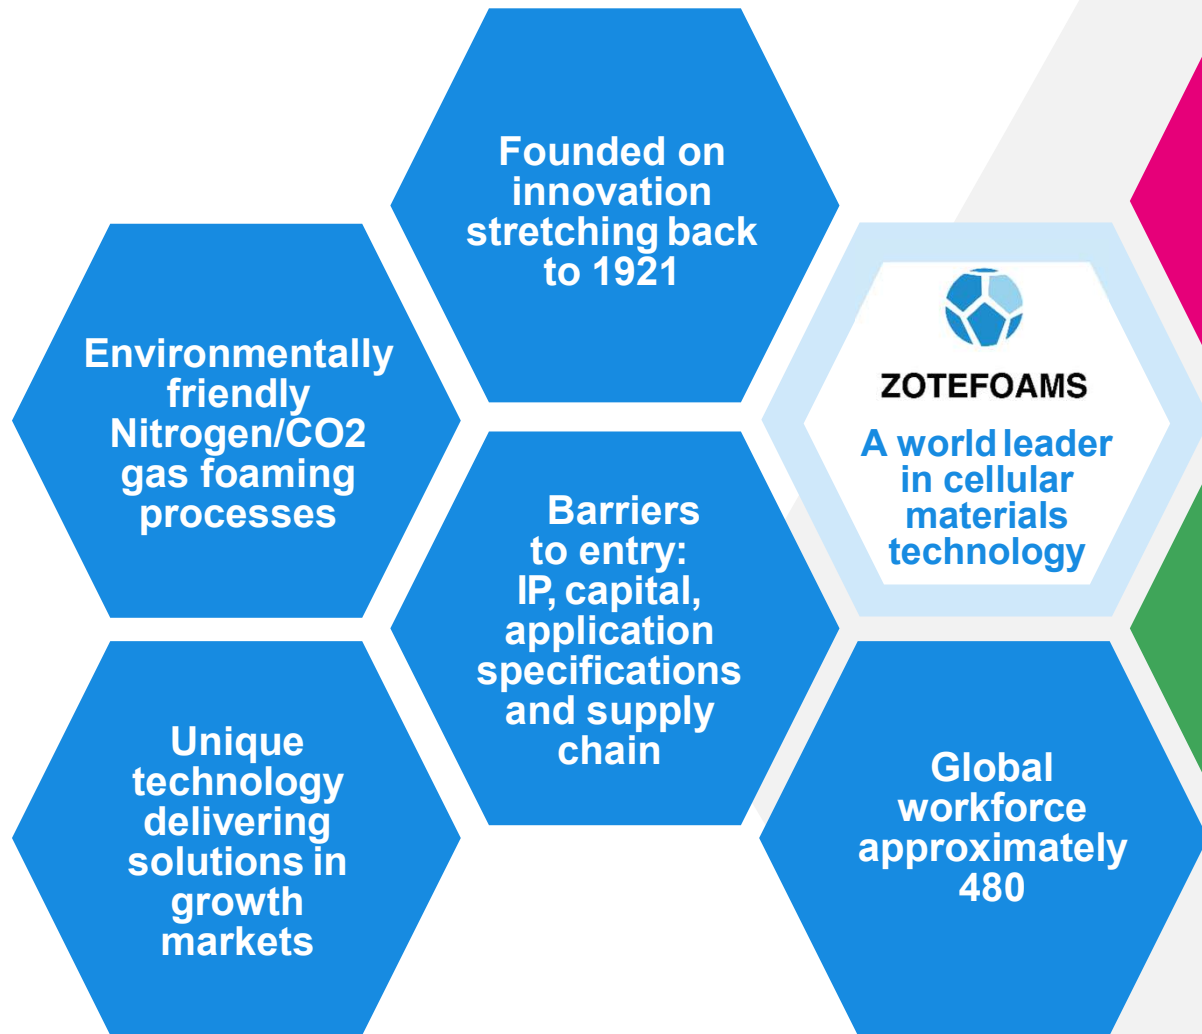 Founded on
innovation
stretching back
to 1921
Environmentally
friendly
Nitrogen/CO2
gas foaming
processes
ZOTEFOAMS
A world leader
in cellular
materials
technology
Barriers
to entry:
IP, capital,
application
specifications
and supply
chain
Unique
technology
delivering
solutions in
growth
markets
Global
workforce
approximately
480